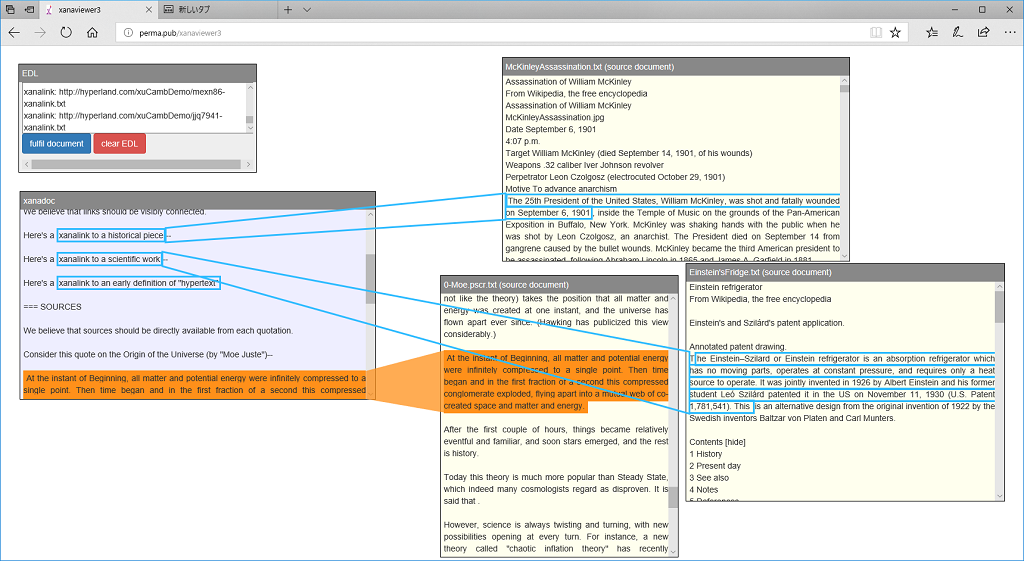 xanaviewer3
新しいタブ
perma.pub/xanaviewer3
EDL
xanalink: http://hyperland.com/xuCambDemo/mexn86-
xanalink.txt
xanalink: http://hyperland.com/xuCambDemo/jjq7941-
xanalink.txt
fulfil document
clear EDL
xanadoc
We believe that links should be visibly connected.
Here's a xanalink to a historical piece --
Here's a xanalink to a scientific work --
Here's a xanalink to an early definition of "hypertext"
=== SOURCES
We believe that sources should be directly available from each quotation.
Consider this quote on the Origin of the Universe (by "Moe Juste")--
At the instant of Beginning, all matter and potential energy were infinitely compressed to a
single point. Then time began and in the first fraction of a second this compressed
McKinleyAssassination.txt (source document)
Assassination of William McKinley
From Wikipedia, the free encyclopedia
Assassination of William McKinley
McKinley.jpg
Date September 6, 1901
4:07 p.m.
Target William McKinley (died September 14, 1901, of his wounds)
Weapons .32 caliber Iver Johnson revolver
Perpetrator Leon Czolgosz (electrocuted October 29, 1901)
Motive To advance anarchism
The 25th President of the United States, William McKinley, was shot and fatally wounded
on September 6, 1901, inside the Temple of Music on the grounds of the Pan-American
Exposition in Buffalo, New York. McKinley was shaking hands with the public when he
was shot by Leon Czolgosz, an anarchist. The President died on September 14 from
gangrene caused by the bullet wounds. McKinley became the third American president to
be assassinated, following Abraham Lincoln in 1865 and James A. Garfield in 1881.
0-Moe.pscr.txt (source document)
not like the theory) takes the position that all matter and
energy was created at one instant, and the universe has
flown apart ever since. (Hawking has publicized this view
considerably.)
At the instant of Beginning, all matter and potential energy
were infinitely compressed to a single point. Then time
began and in the first fraction of a second this compressed
conglomerate exploded, flying apart into a mutual web of co-
created space and matter and energy.
After the first couple of hours, things became relatively
eventful and familiar, and soon stars emerged, and the rest
is history.
Today this theory is much more popular than Steady State,
which indeed many cosmologists regard as disproven. It is
said that .
However, science is always twisting and turning, with new
possibilities opening at every turn. For instance, a new
theory called "chaotic inflation theory" has recently
Einstein'sFridge.txt (source document)
Einstein refrigerator
From Wikipedia, the free encyclopedia
Einstein's and Szilárd's patent application.
Annotated patent drawing.
The Einstein–Szilard or Einstein refrigerator is an absorption refrigerator which
has no moving parts, operates at constant pressure, and requires only a heat
source to operate. It was jointly invented in 1926 by Albert Einstein and his former
student Leó Szilárd patented it in the US on November 11, 1930 (U.S. Patent
1,781,541). This is an alternative design from the original invention of 1922 by the
Swedish inventors Baltzar von Platen and Carl Munters.
Contents [hide]
1 History
2 Present day
3 See also
4 Notes
5 References